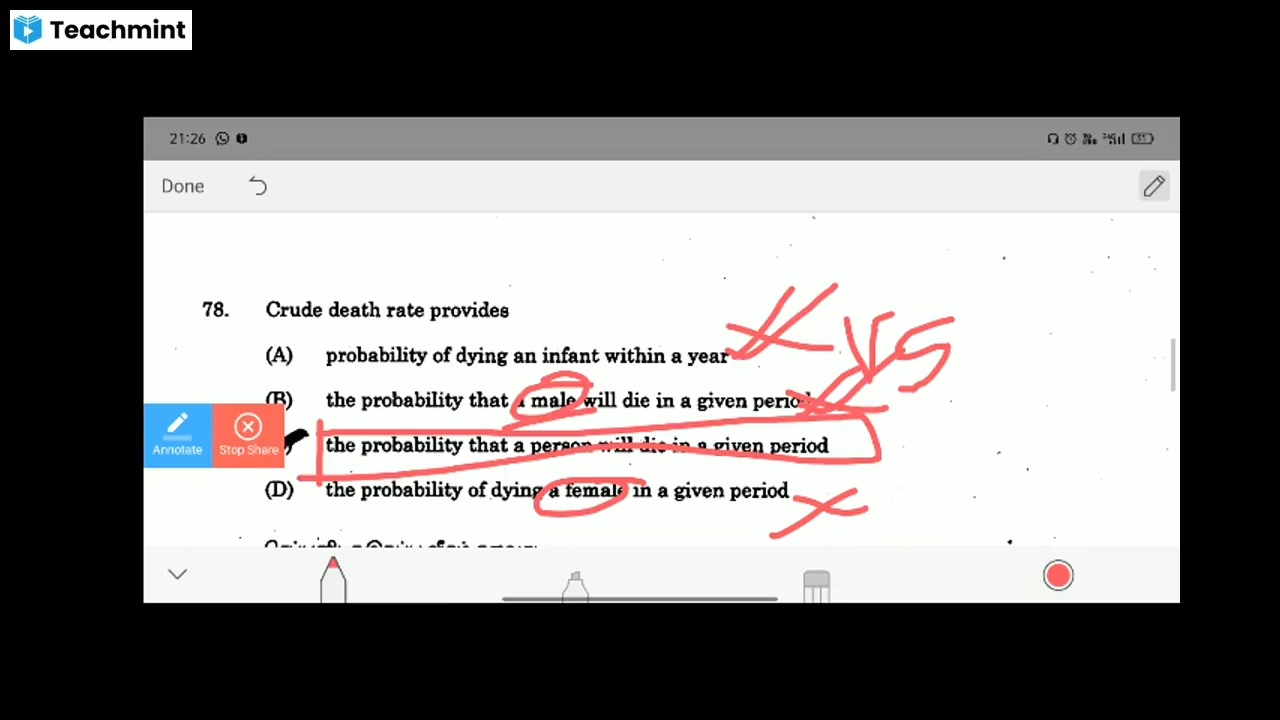 Teachmint
21:26
Done
78. Crude death rate provides
(A) probability of dying an infant within a year
(B) the probability that a male will die in a given period
the probability that a person will die in a given period
(D) the probability of dying a female in a given period
Annotate
Stop Share